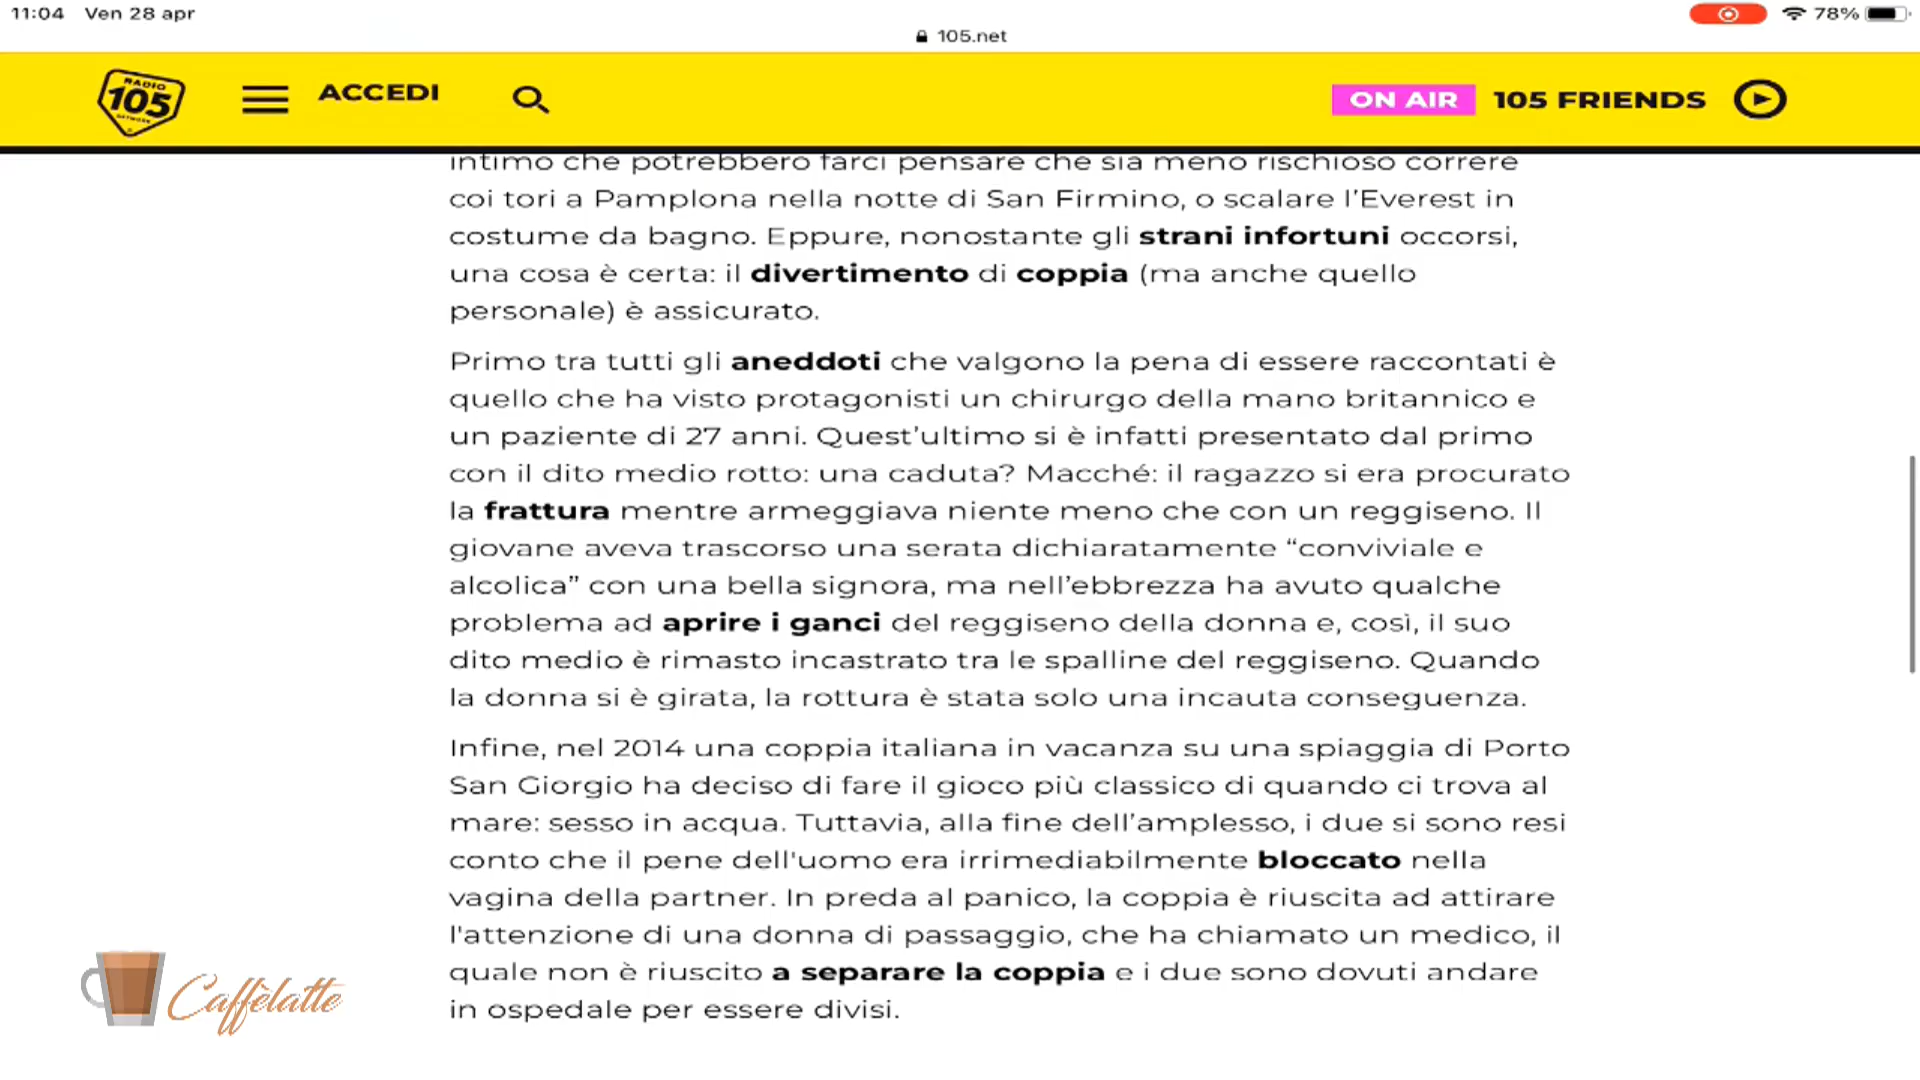 11:04 Ven 28 apr
78%
105.net
RADIO
105
NETWORK
ACCEDI
ON AIR 105 FRIENDS
intimo che potrebbero farci pensare che sia meno rischioso correre
coi tori a Pamplona nella notte di San Firmino, o scalare l’Everest in
costume da bagno. Eppure, nonostante gli strani infortuni occorsi,
una cosa è certa: il divertimento di coppia (ma anche quello
personale) è assicurato.
Primo tra tutti gli aneddoti che valgono la pena di essere raccontati è
quello che ha visto protagonisti un chirurgo della mano britannico e
un paziente di 27 anni. Quest’ultimo si è infatti presentato dal primo
con il dito medio rotto: una caduta? Macché: il ragazzo si era procurato
la frattura mentre armeggiava niente meno che con un reggiseno. Il
giovane aveva trascorso una serata dichiaratamente “conviviale e
alcolica” con una bella signora, ma nell’ebbrezza ha avuto qualche
problema ad aprire i ganci del reggiseno della donna e, così, il suo
dito medio è rimasto incastrato tra le spalline del reggiseno. Quando
la donna si è girata, la rottura è stata solo una incauta conseguenza.
Infine, nel 2014 una coppia italiana in vacanza su una spiaggia di Porto
San Giorgio ha deciso di fare il gioco più classico di quando ci trova al
mare: sesso in acqua. Tuttavia, alla fine dell’amplesso, i due si sono resi
conto che il pene dell'uomo era irrimediabilmente bloccato nella
vagina della partner. In preda al panico, la coppia è riuscita ad attirare
l'attenzione di una donna di passaggio, che ha chiamato un medico, il
quale non è riuscito a separare la coppia e i due sono dovuti andare
in ospedale per essere divisi.
Caffèlatte